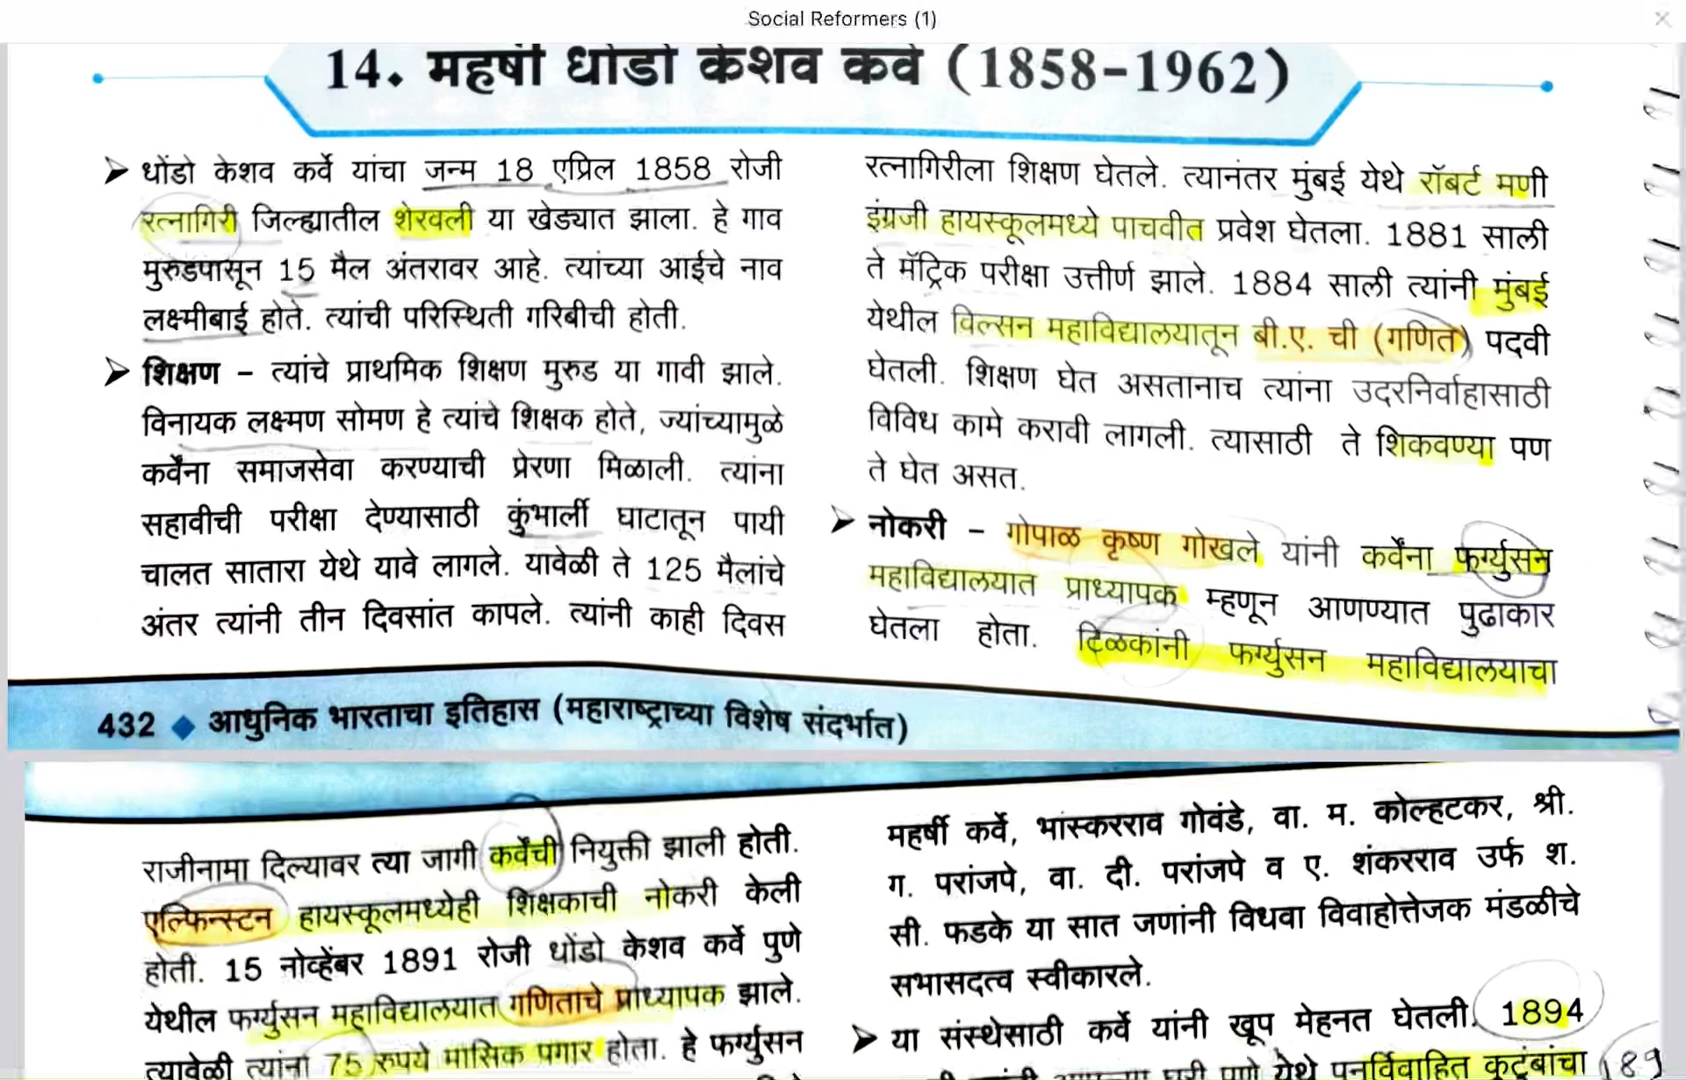 Social Reformers (1)
14. महर्षी धोंडो केशव कर्वे (1858-1962)
धोंडो केशव कर्वे यांचा जन्म 18 एप्रिल 1858 रोजी
रत्नागिरी जिल्ह्यातील शेरवली या खेड्यात झाला. हे गाव
मुरुडपासून 15 मैल अंतरावर आहे. त्यांच्या आईचे नाव
लक्ष्मीबाई होते. त्यांची परिस्थिती गरिबीची होती.
शिक्षण - त्यांचे प्राथमिक शिक्षण मुरुड या गावी झाले.
विनायक लक्ष्मण सोमण हे त्यांचे शिक्षक होते, ज्यांच्यामुळे
कर्वेंना समाजसेवा करण्याची प्रेरणा मिळाली. त्यांना
सहावीची परीक्षा देण्यासाठी कुंभार्ली घाटातून पायी
चालत सातारा येथे यावे लागले. यावेळी ते 125 मैलांचे
अंतर त्यांनी तीन दिवसांत कापले. त्यांनी काही दिवस
रत्नागिरीला शिक्षण घेतले. त्यानंतर मुंबई येथे रॉबर्ट मणी
इंग्रजी हायस्कूलमध्ये पाचवीत प्रवेश घेतला. 1881 साली
ते मॅट्रिक परीक्षा उत्तीर्ण झाले. 1884 साली त्यांनी मुंबई
येथील विल्सन महाविद्यालयातून बी.ए. ची (गणित) पदवी
घेतली. शिक्षण घेत असतानाच त्यांना उदरनिर्वाहासाठी
विविध कामे करावी लागली. त्यासाठी ते शिकवण्या पण
ते घेत असत.
नोकरी - गोपाळ कृष्ण गोखले यांनी कर्वेंना फर्ग्युसन
महाविद्यालयात प्राध्यापक म्हणून आणण्यात पुढाकार
घेतला होता. टिळकांनी फर्ग्युसन महाविद्यालयाचा
432 ◆ आधुनिक भारताचा इतिहास (महाराष्ट्राच्या विशेष संदर्भात)
राजीनामा दिल्यावर त्या जागी कर्वेंची नियुक्ती झाली होती.
एल्फिन्स्टन हायस्कूलमध्येही शिक्षकाची नोकरी केली
होती. 15 नोव्हेंबर 1891 रोजी धोंडो केशव कर्वे पुणे
येथील फर्ग्युसन महाविद्यालयात गणिताचे प्राध्यापक झाले.
त्यावेळी त्यांना 75 रुपये मासिक पगार होता. हे फर्ग्युसन
महर्षी कर्वे, भास्करराव गोवंडे, वा. म. कोल्हटकर, श्री.
ग. परांजपे, वा. दी. परांजपे व ए. शंकरराव उर्फ श.
सी. फडके या सात जणांनी विधवा विवाहोत्तेजक मंडळीचे
सभासदत्व स्वीकारले.
या संस्थेसाठी कर्वे यांनी खूप मेहनत घेतली. 1894
घरी पुणे येथे पुनर्विवाहित कुटुंबांचा 189